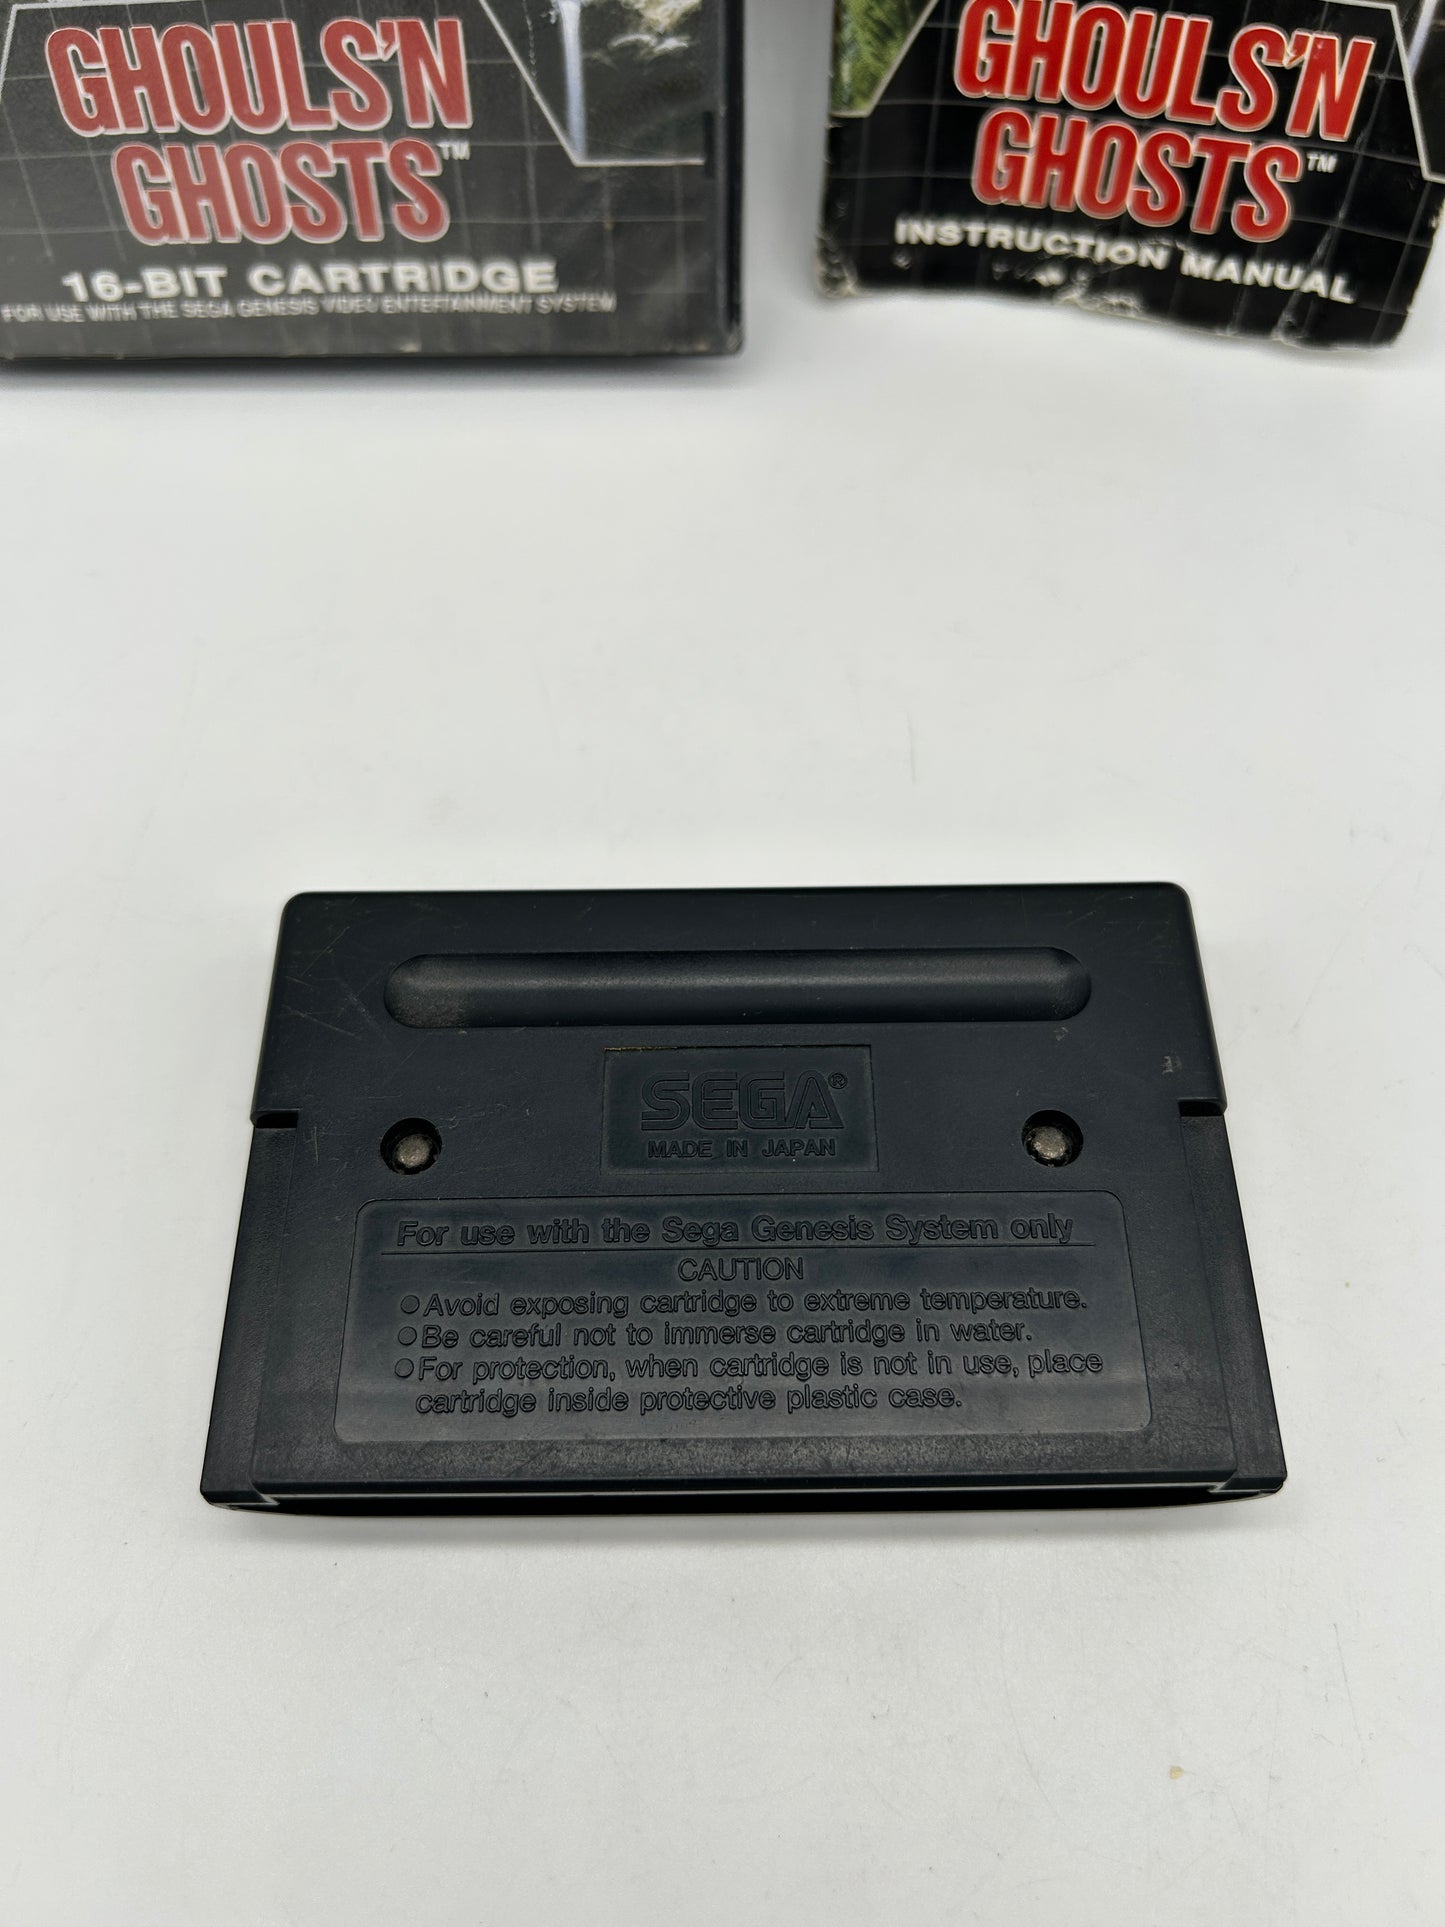 GHOULS'N
GHOSTS™
16-BIT CARTRIDGE
FOR USE WITH THE SEGA GENESIS VIDEO ENTERTAINMENT SYSTEM
GHOULS'N
GHOSTS™
INSTRUCTION MANUAL
SEGA®
MADE IN JAPAN
For use with the Sega Genesis System only
CAUTION
○Avoid exposing cartridge to extreme temperature.
○Be careful not to immerse cartridge in water.
○For protection, when cartridge is not in use, place
cartridge inside protective plastic case.